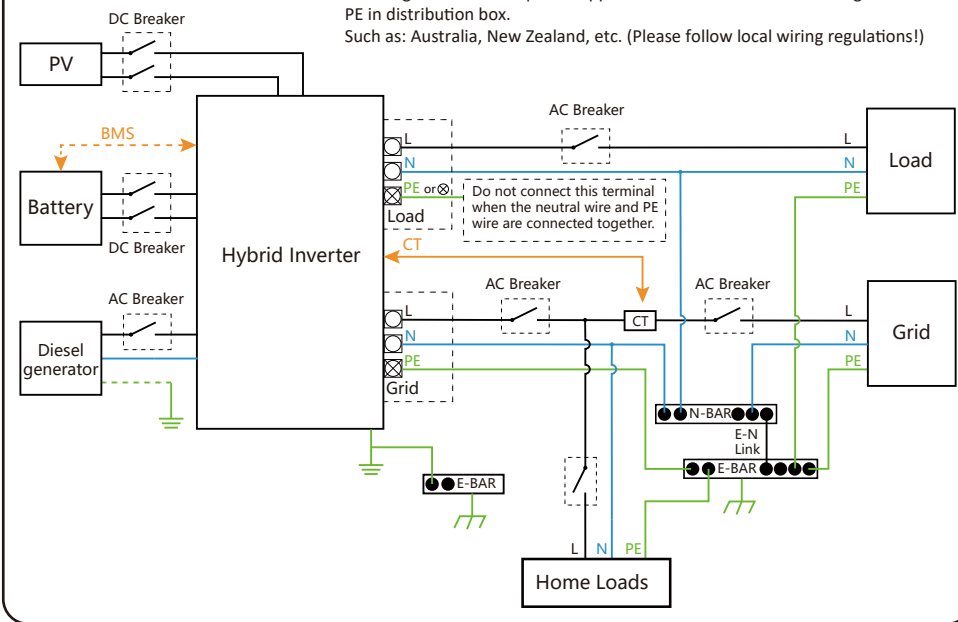 PE in distribution box.
Such as: Australia, New Zealand, etc. (Please follow local wiring regulations!)
DC Breaker
PV
BMS
Battery
DC Breaker
AC Breaker
Diesel
generator
Hybrid Inverter
L
N
PE or
Load
Do not connect this terminal
when the neutral wire and PE
wire are connected together.
AC Breaker
L
N
PE
Load
CT
AC Breaker
CT
AC Breaker
L
N
PE
Grid
L
N
PE
Grid
N-BAR
E-N
Link
E-BAR
E-BAR
L N PE
Home Loads